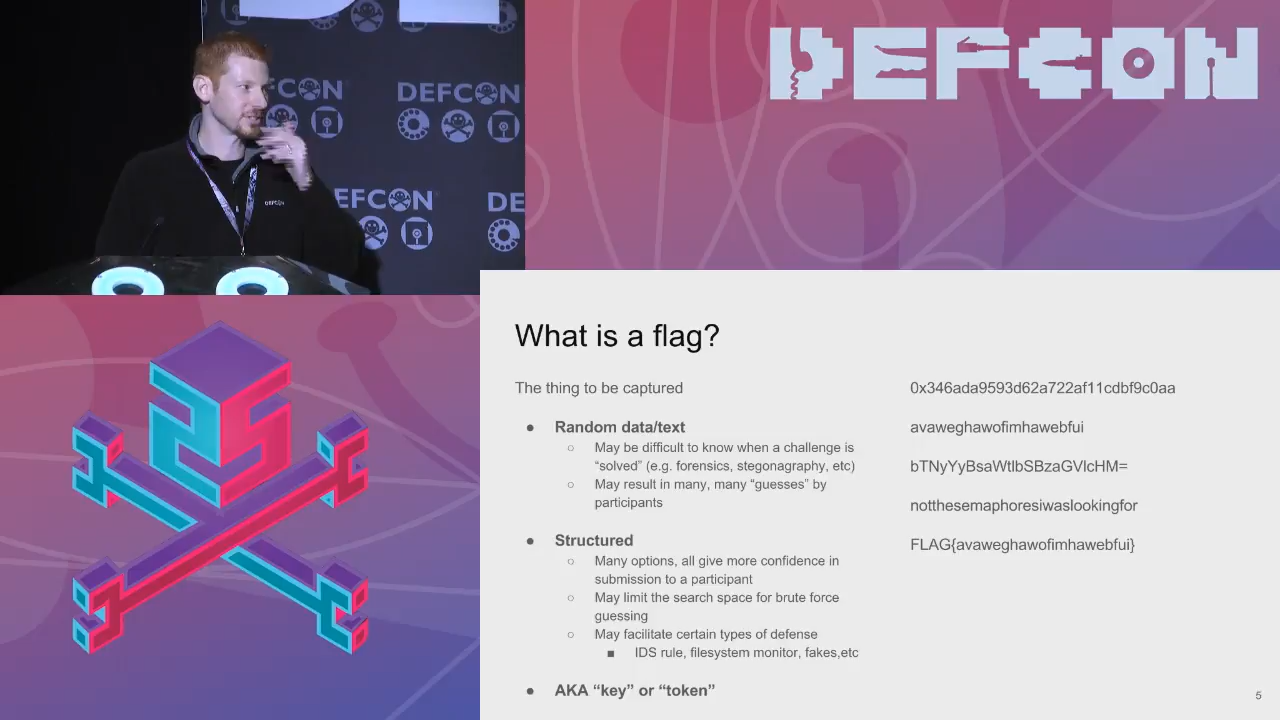 DEFCON
DEFCON
DEFCON
EFCON
DE
DEFCON
What is a flag?
The thing to be captured
● Random data/text
○ May be difficult to know when a challenge is
“solved” (e.g. forensics, stegonagraphy, etc)
○ May result in many, many “guesses” by
participants
● Structured
○ Many options, all give more confidence in
submission to a participant
○ May limit the search space for brute force
guessing
○ May facilitate certain types of defense
■ IDS rule, filesystem monitor, fakes,etc
● AKA “key” or “token”
0x346ada9593d62a722af11cdbf9c0aa
avaweghawofimhawebfui
bTNyYyBsaWtlbSBzaGVlcHM=
notthesemaphoresiwaslookingfor
FLAG{avaweghawofimhawebfui}
5